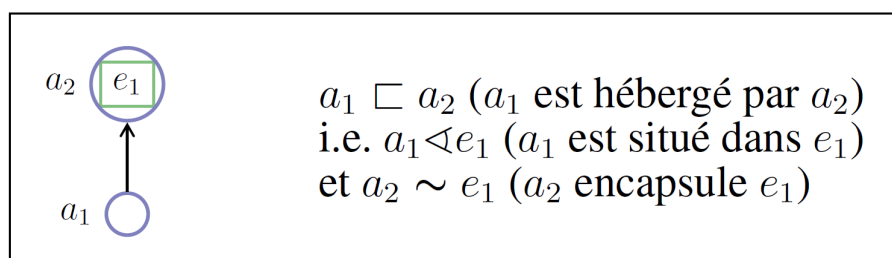 a₂ e₁
a₁
a₁ ⊏ a₂ (a₁ est hébergé par a₂)
i.e. a₁⊲e₁ (a₁ est situé dans e₁)
et a₂ ∼ e₁ (a₂ encapsule e₁)